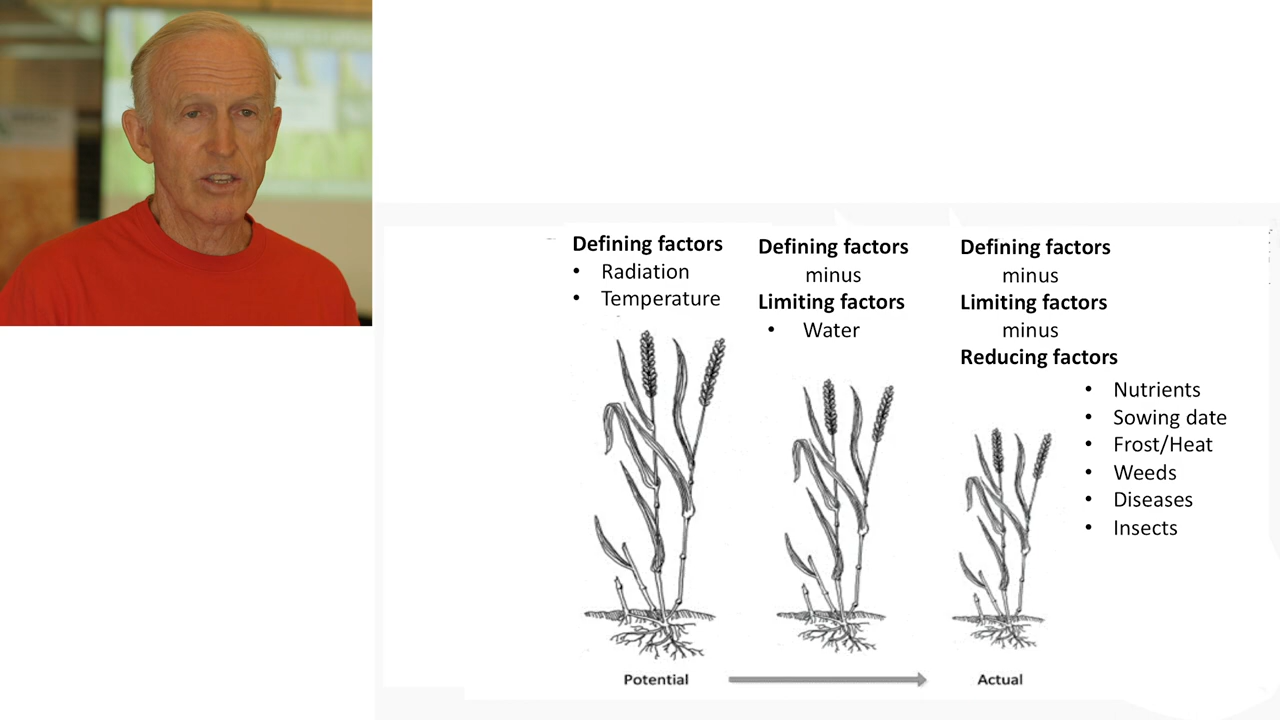 Defining factors
• Radiation
• Temperature
Defining factors
minus
Limiting factors
• Water
Defining factors
minus
Limiting factors
minus
Reducing factors
• Nutrients
• Sowing date
• Frost/Heat
• Weeds
• Diseases
• Insects
Potential
Actual